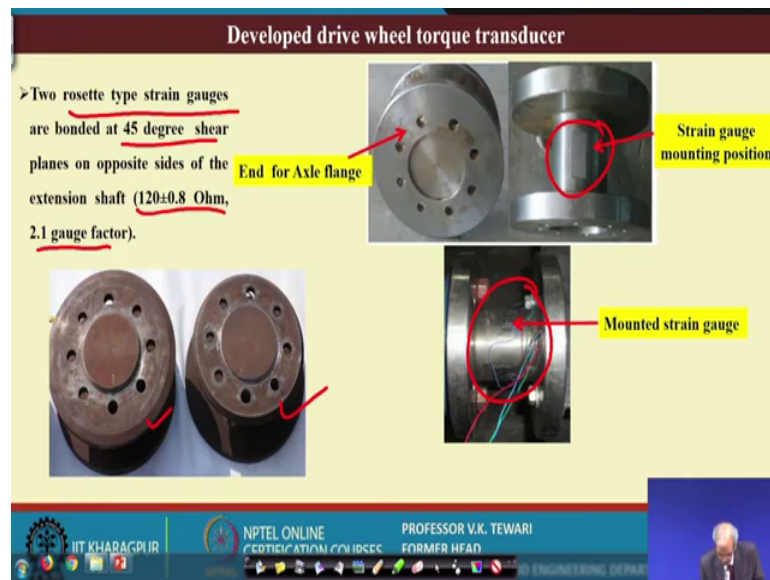 Developed drive wheel torque transducer
➢Two rosette type strain gauges
are bonded at 45 degree shear
planes on opposite sides of the
extension shaft (120±0.8 Ohm,
2.1 gauge factor).
End for Axle flange
Strain gauge
mounting position
Mounted strain gauge
IIT KHARAGPUR
NPTEL ONLINE
CERTIFICATION COURSES
PROFESSOR V.K. TEWARI
FORMER HEAD
ENGINEERING DEPAR